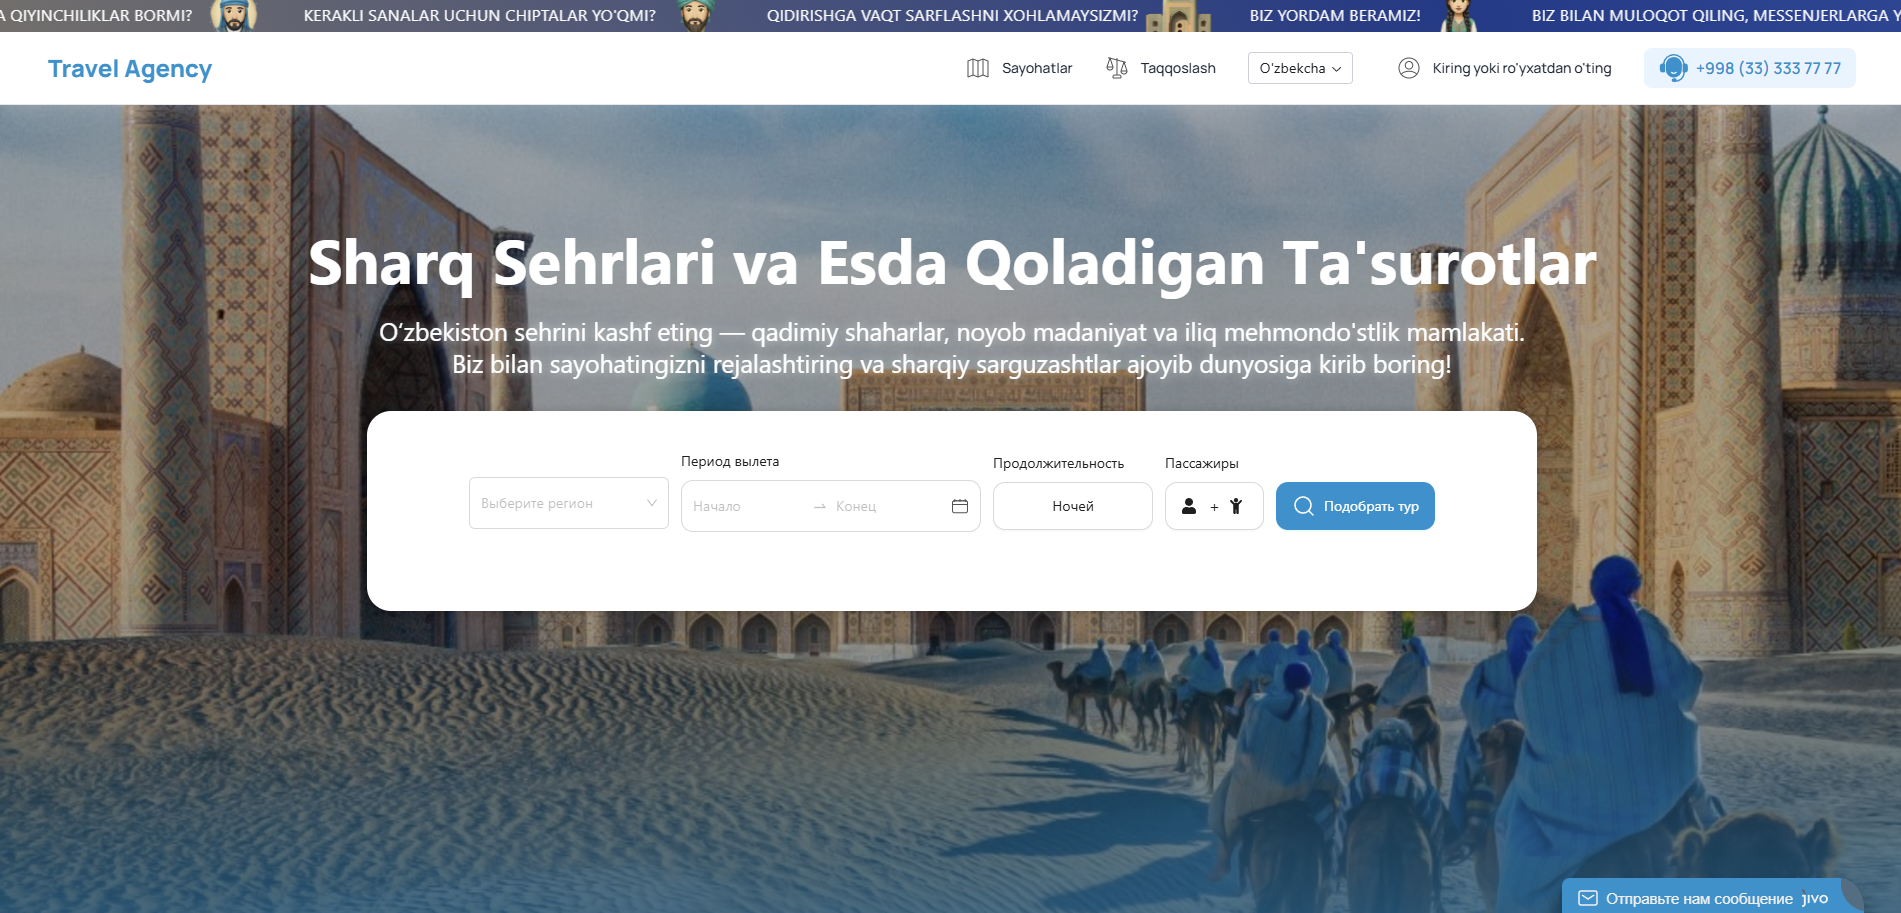 QIYINCHILIKLAR BORMI? KERAKLI SANALAR UCHUN CHIPTALAR YO'QMI? QIDIRISHGA VAQT SARFLASHNI XOHLAMAYSIZMI? BIZ YORDAM BERAMIZ! BIZ BILAN MULOQOT QILING, MESSENJERLARGA
Travel Agency
Sayohatlar
Taqqoslash
O'zbekcha
Kiring yoki ro'yxatdan o'ting
+998 (33) 333 77 77
Sharq Sehrlari va Esda Qoladigan Ta'surotlar
O‘zbekiston sehrini kashf eting — qadimiy shaharlar, noyob madaniyat va iliq mehmondo'stlik mamlakati.
Biz bilan sayohatingizni rejalashtiring va sharqiy sarguzashtlar ajoyib dunyosiga kirib boring!
Выберите регион
Период вылета
Начало
Конец
Продолжительность
Ночей
Пассажиры
+
Подобрать тур
Отправьте нам сообщение jivo